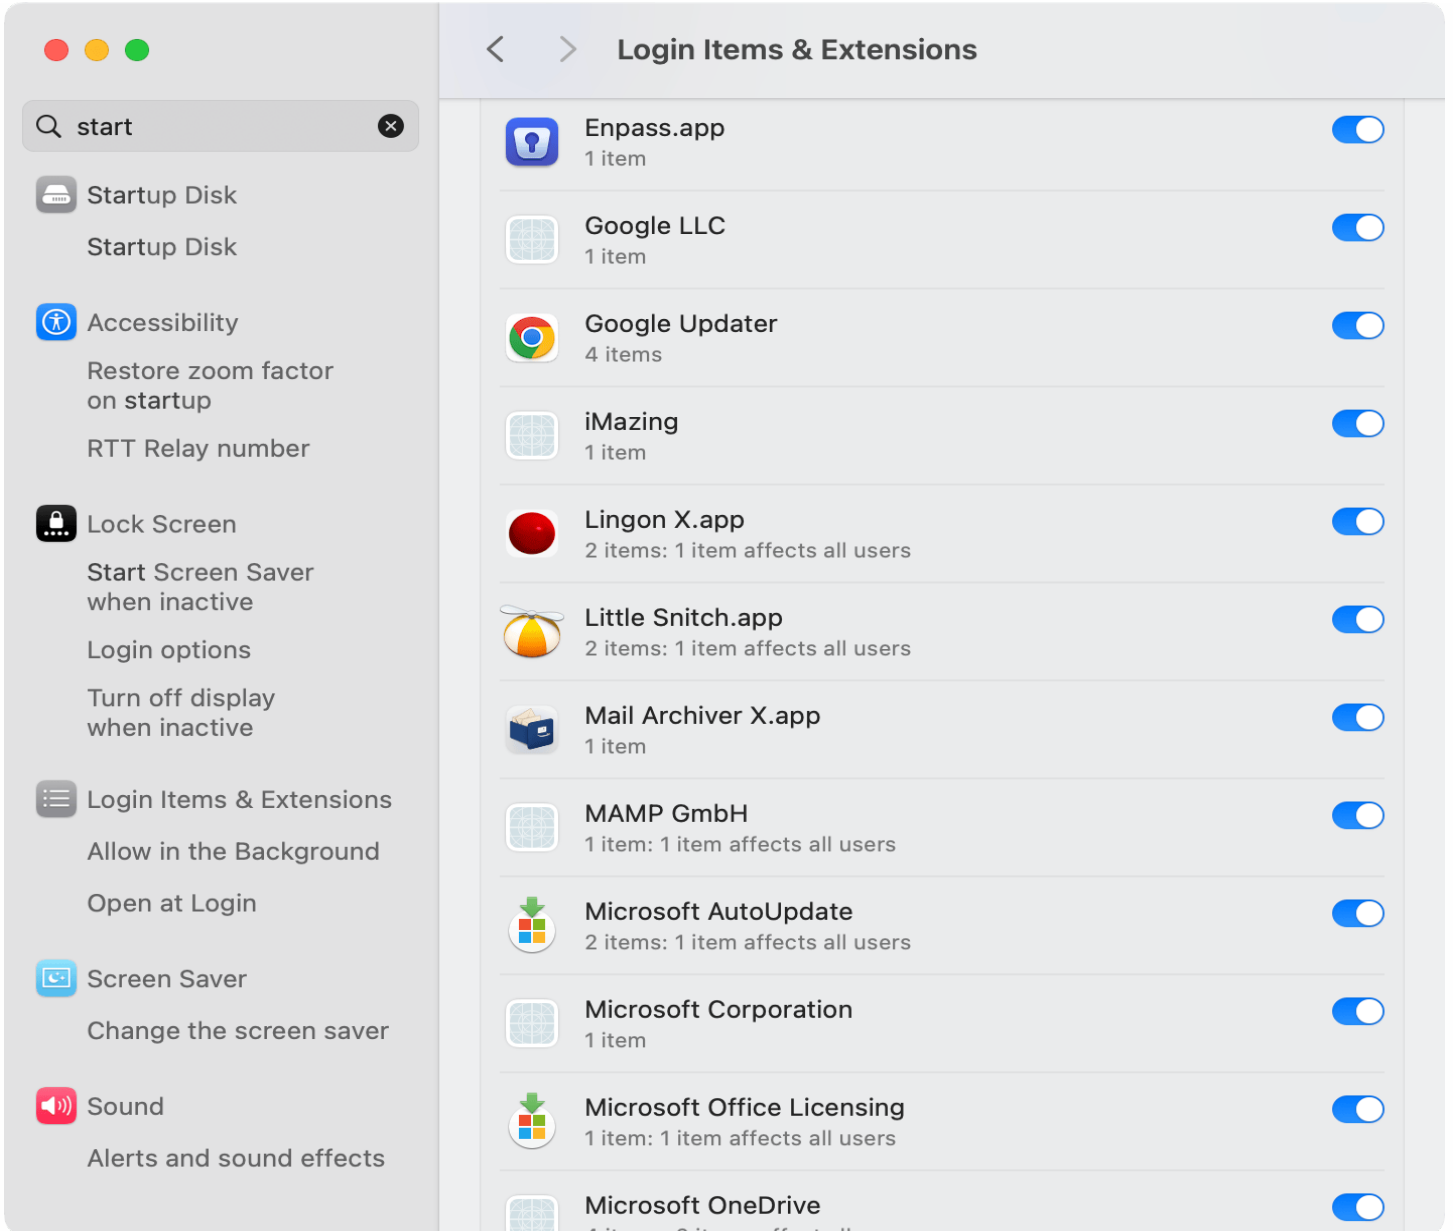 start
Startup Disk
Startup Disk
Accessibility
Restore zoom factor
on startup
RTT Relay number
Lock Screen
Start Screen Saver
when inactive
Login options
Turn off display
when inactive
Login Items & Extensions
Allow in the Background
Open at Login
Screen Saver
Change the screen saver
Sound
Alerts and sound effects
Login Items & Extensions
Enpass.app
1 item
Google LLC
1 item
Google Updater
4 items
iMazing
1 item
Lingon X.app
2 items: 1 item affects all users
Little Snitch.app
2 items: 1 item affects all users
Mail Archiver X.app
1 item
MAMP GmbH
1 item: 1 item affects all users
Microsoft AutoUpdate
2 items: 1 item affects all users
Microsoft Corporation
1 item
Microsoft Office Licensing
1 item: 1 item affects all users
Microsoft OneDrive